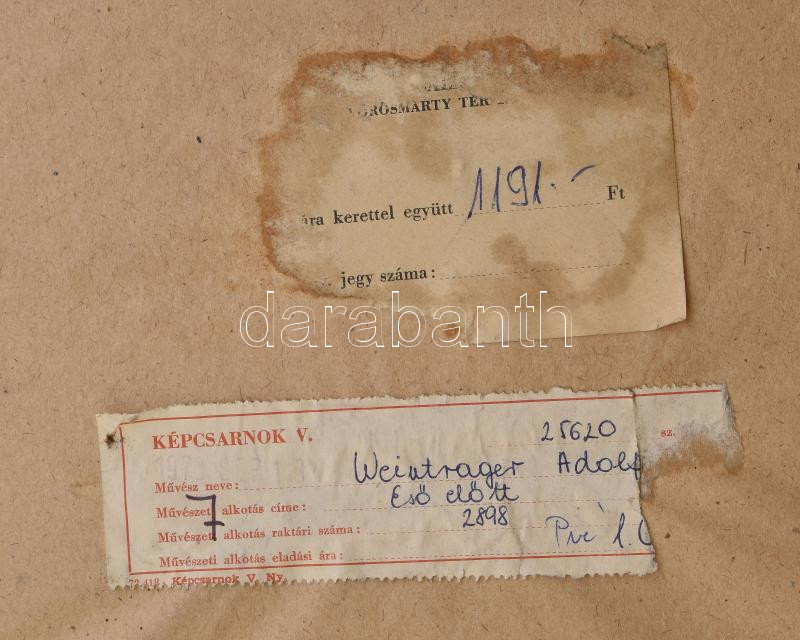 VÖRÖSMARTY TÉR
ára kerettel együtt 1191.- Ft
jegy száma:
darabanth
KÉPCSARNOK V.
25620 sz.
Művész neve: Weintrager Adolf
Művészeti alkotás címe: Eső előtt
7
Művészeti alkotás raktári száma: 2898
Művészeti alkotás eladási ára:
72.418 - Képcsarnok V. Ny.